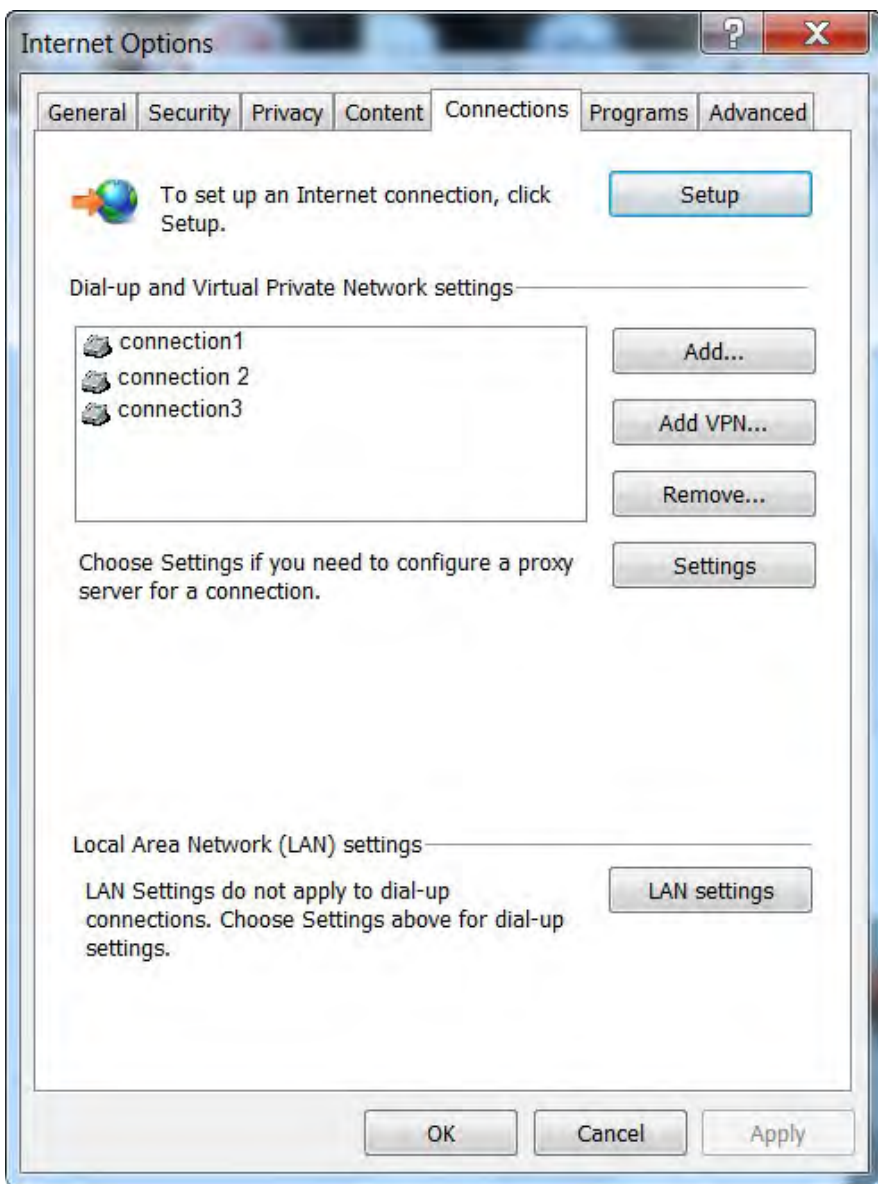 Internet Options
General Security Privacy Content Connections Programs Advanced
To set up an Internet connection, click
Setup.
Setup
Dial-up and Virtual Private Network settings
connection1
connection 2
connection3
Add...
Add VPN...
Remove...
Choose Settings if you need to configure a proxy
server for a connection.
Settings
Local Area Network (LAN) settings
LAN Settings do not apply to dial-up
connections. Choose Settings above for dial-up
settings.
LAN settings
OK Cancel Apply